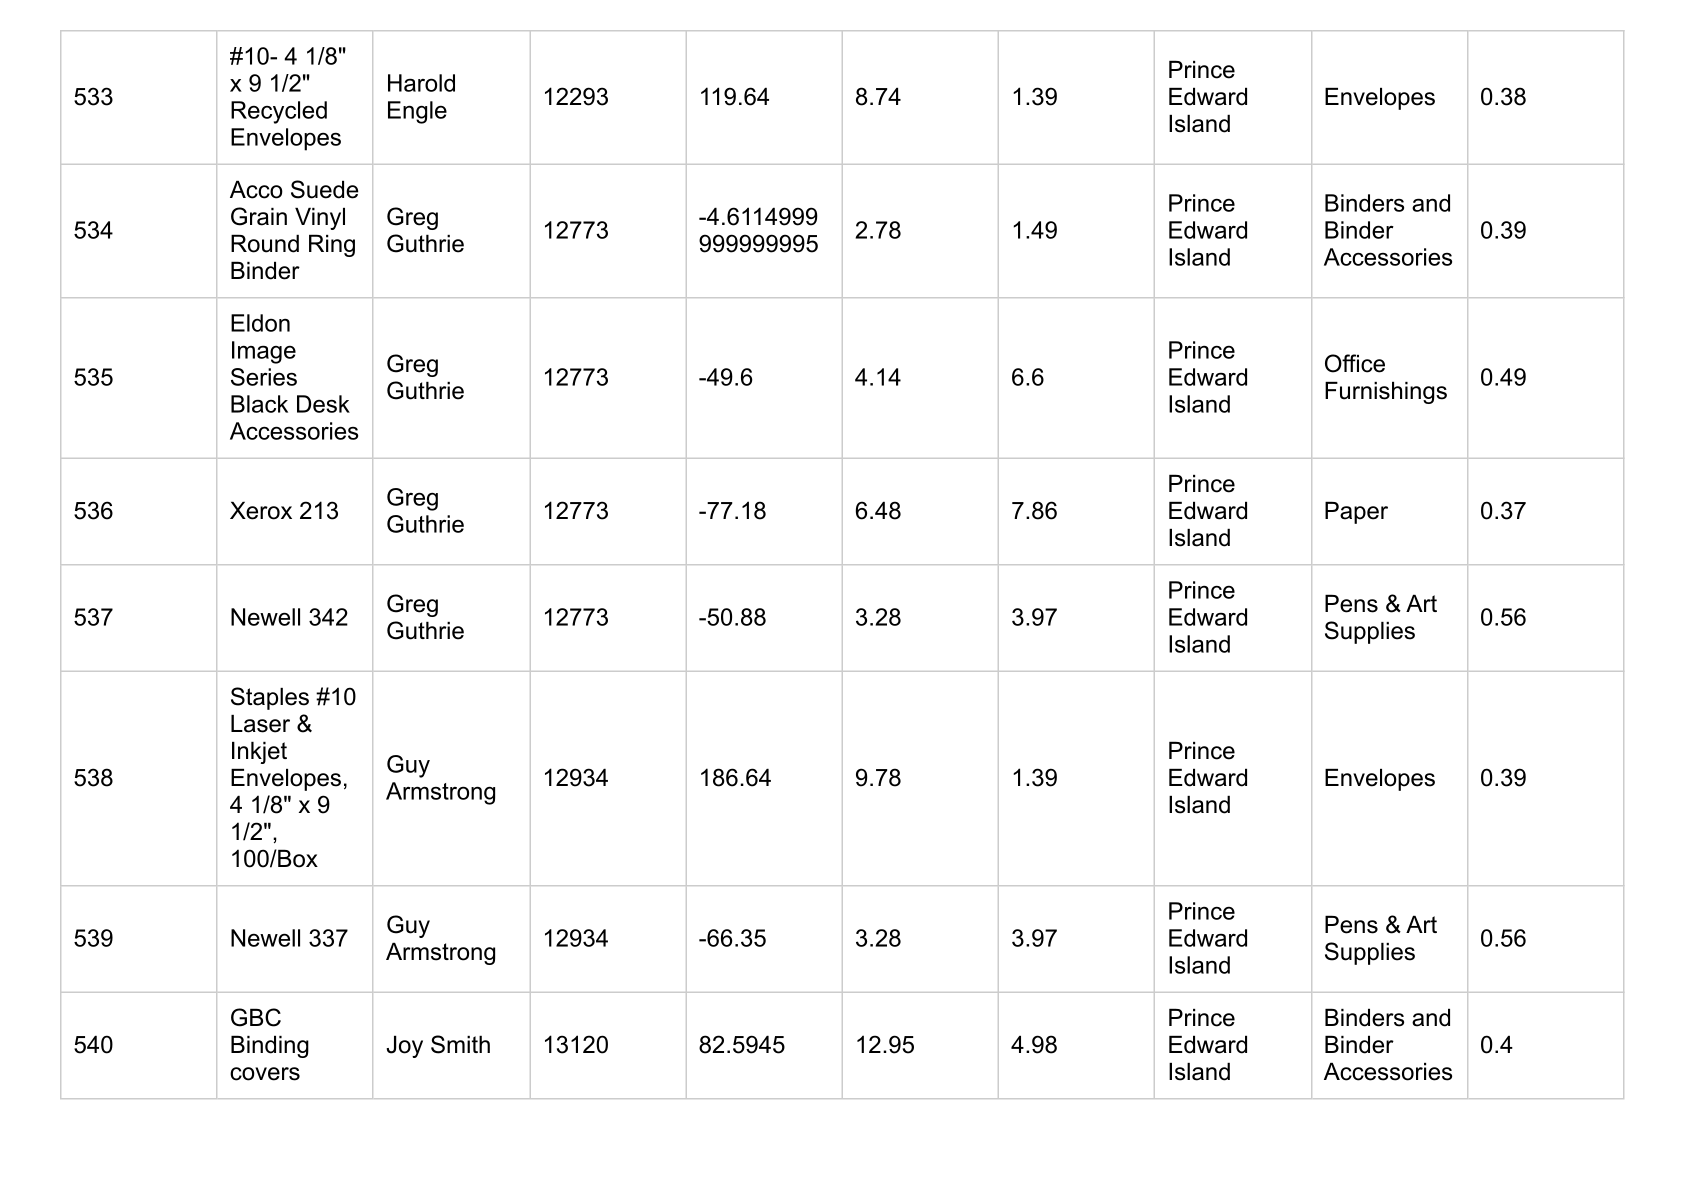 533
#10- 4 1/8"
x 9 1/2"
Recycled
Envelopes
Harold
Engle
12293
119.64
8.74
1.39
Prince
Edward
Island
Envelopes
0.38
534
Acco Suede
Grain Vinyl
Round Ring
Binder
Greg
Guthrie
12773
-4.6114999
999999995
2.78
1.49
Prince
Edward
Island
Binders and
Binder
Accessories
0.39
535
Eldon
Image
Series
Black Desk
Accessories
Greg
Guthrie
12773
-49.6
4.14
6.6
Prince
Edward
Island
Office
Furnishings
0.49
536
Xerox 213
Greg
Guthrie
12773
-77.18
6.48
7.86
Prince
Edward
Island
Paper
0.37
537
Newell 342
Greg
Guthrie
12773
-50.88
3.28
3.97
Prince
Edward
Island
Pens & Art
Supplies
0.56
538
Staples #10
Laser &
Inkjet
Envelopes,
4 1/8" x 9
1/2",
100/Box
Guy
Armstrong
12934
186.64
9.78
1.39
Prince
Edward
Island
Envelopes
0.39
539
Newell 337
Guy
Armstrong
12934
-66.35
3.28
3.97
Prince
Edward
Island
Pens & Art
Supplies
0.56
540
GBC
Binding
covers
Joy Smith
13120
82.5945
12.95
4.98
Prince
Edward
Island
Binders and
Binder
Accessories
0.4